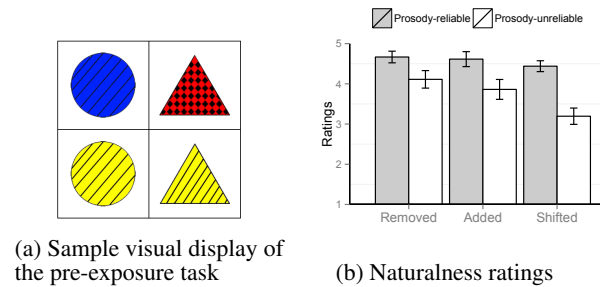 Prosody-reliable Prosody-unreliable
5
4
3
2
1
Ratings
Removed Added Shifted
(a) Sample visual display of
the pre-exposure task
(b) Naturalness ratings